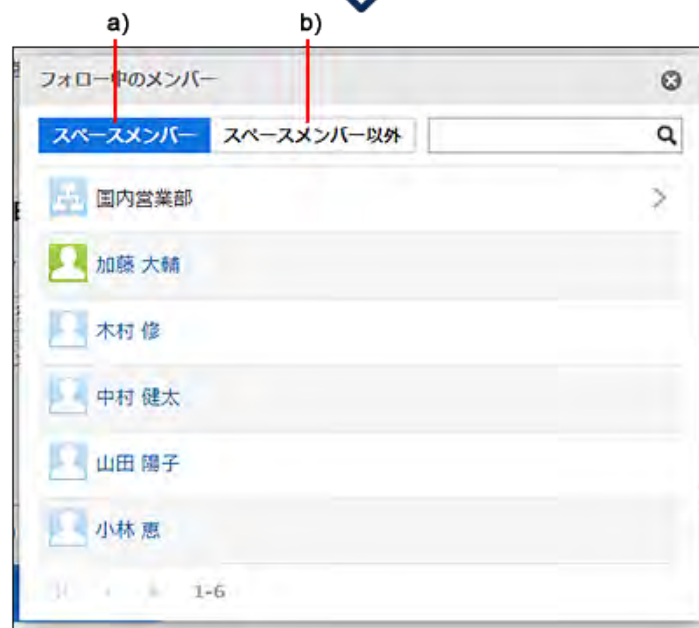 a) b)
フォロー中のメンバー
スペースメンバー スペースメンバー以外
国内営業部
加藤 大輔
木村 修
中村 健太
山田 陽子
小林 恵
1-6